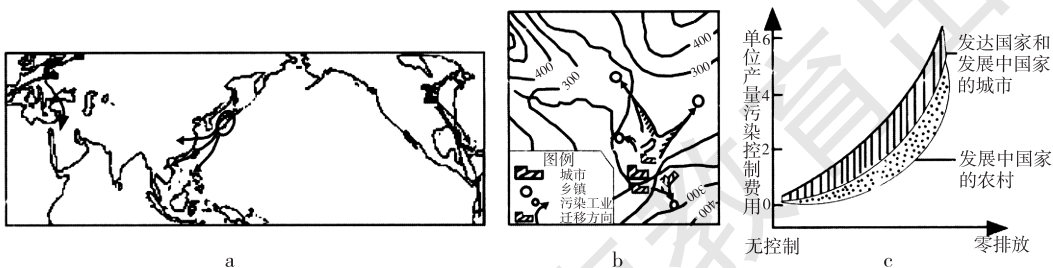 a
400
300
400
300
300
400
图例
城市
乡镇
污染工业
迁移方向
b
单位产量污染控制费用
6
4
2
0
发达国家和
发展中国家
的城市
发展中国家
的农村
无控制
零排放
c